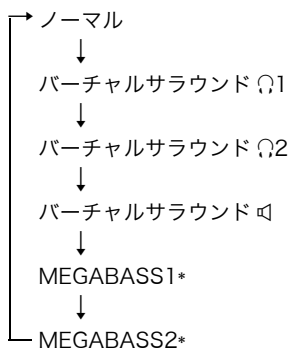 ノーマル
バーチャルサラウンド 🎧1
バーチャルサラウンド 🎧2
バーチャルサラウンド 🔈
MEGABASS1*
MEGABASS2*